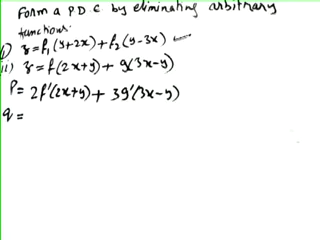 Form a P D E by eliminating arbitrary
functions:
i) z = f₁(y+2x) + f₂(y-3x)
ii) z = f(2x+y) + g(3x-y)
P = 2f'(2x+y) + 3g'(3x-y)
q =